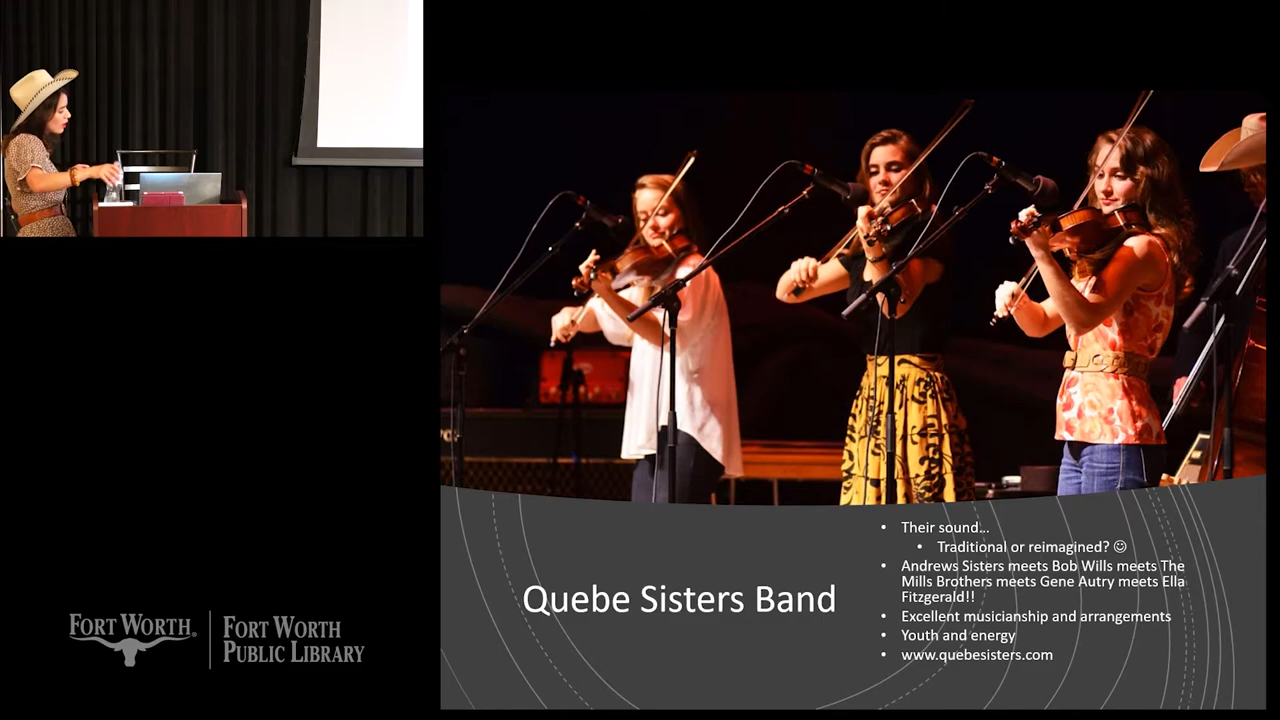 Quebe Sisters Band
• Their sound…
• Traditional or reimagined? ☺
• Andrews Sisters meets Bob Wills meets The
Mills Brothers meets Gene Autry meets Ella
Fitzgerald!!
• Excellent musicianship and arrangements
• Youth and energy
• www.quebesisters.com
FORT WORTH®
FORT WORTH
PUBLIC LIBRARY